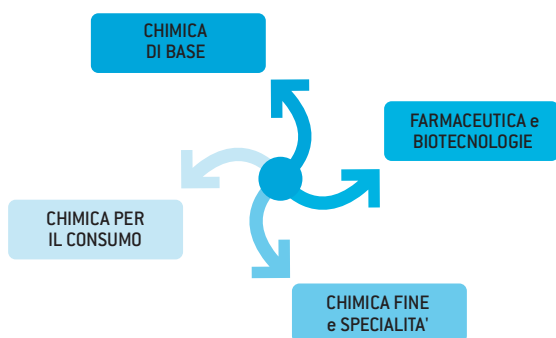 CHIMICA
DI BASE
FARMACEUTICA e
BIOTECNOLOGIE
CHIMICA PER
IL CONSUMO
CHIMICA FINE
e SPECIALITA'